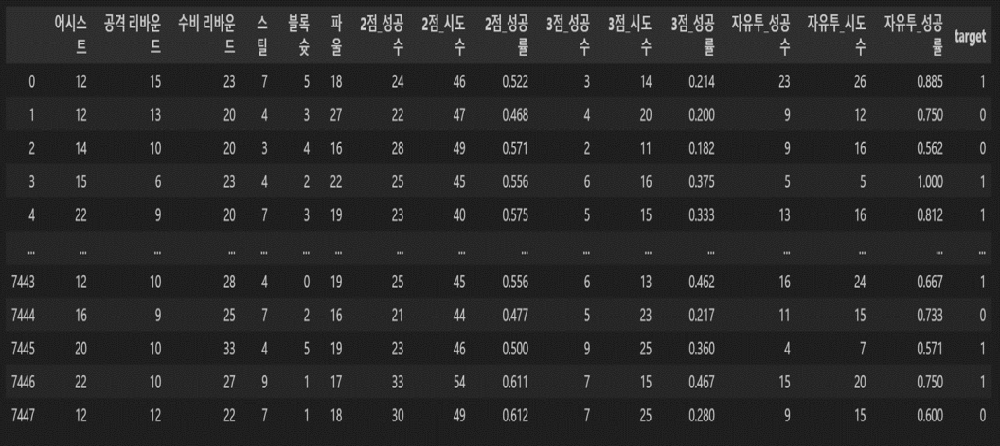 어시스트 공격 리바운드 수비 리바운드 스틸 블록슛 파울 2점_성공수 2점_시도수 2점_성공률 3점_성공수 3점_시도수 3점_성공률 자유투_성공수 자유투_시도수 자유투_성공률 target
0 12 15 23 7 5 18 24 46 0.522 3 14 0.214 23 26 0.885 1
1 12 13 20 4 3 27 22 47 0.468 4 20 0.200 9 12 0.750 0
2 14 10 20 3 4 16 28 49 0.571 2 11 0.182 9 16 0.562 0
3 15 6 23 4 2 22 25 45 0.556 6 16 0.375 5 5 1.000 1
4 22 9 20 7 3 19 23 40 0.575 5 15 0.333 13 16 0.812 1
... ... ... ... ... ... ... ... ... ... ... ... ... ... ... ... ...
7443 12 10 28 4 0 19 25 45 0.556 6 13 0.462 16 24 0.667 1
7444 16 9 25 7 2 16 21 44 0.477 5 23 0.217 11 15 0.733 0
7445 20 10 33 4 5 19 23 46 0.500 9 25 0.360 4 7 0.571 1
7446 22 10 27 9 1 17 33 54 0.611 7 15 0.467 15 20 0.750 1
7447 12 12 22 7 1 18 30 49 0.612 7 25 0.280 9 15 0.600 0